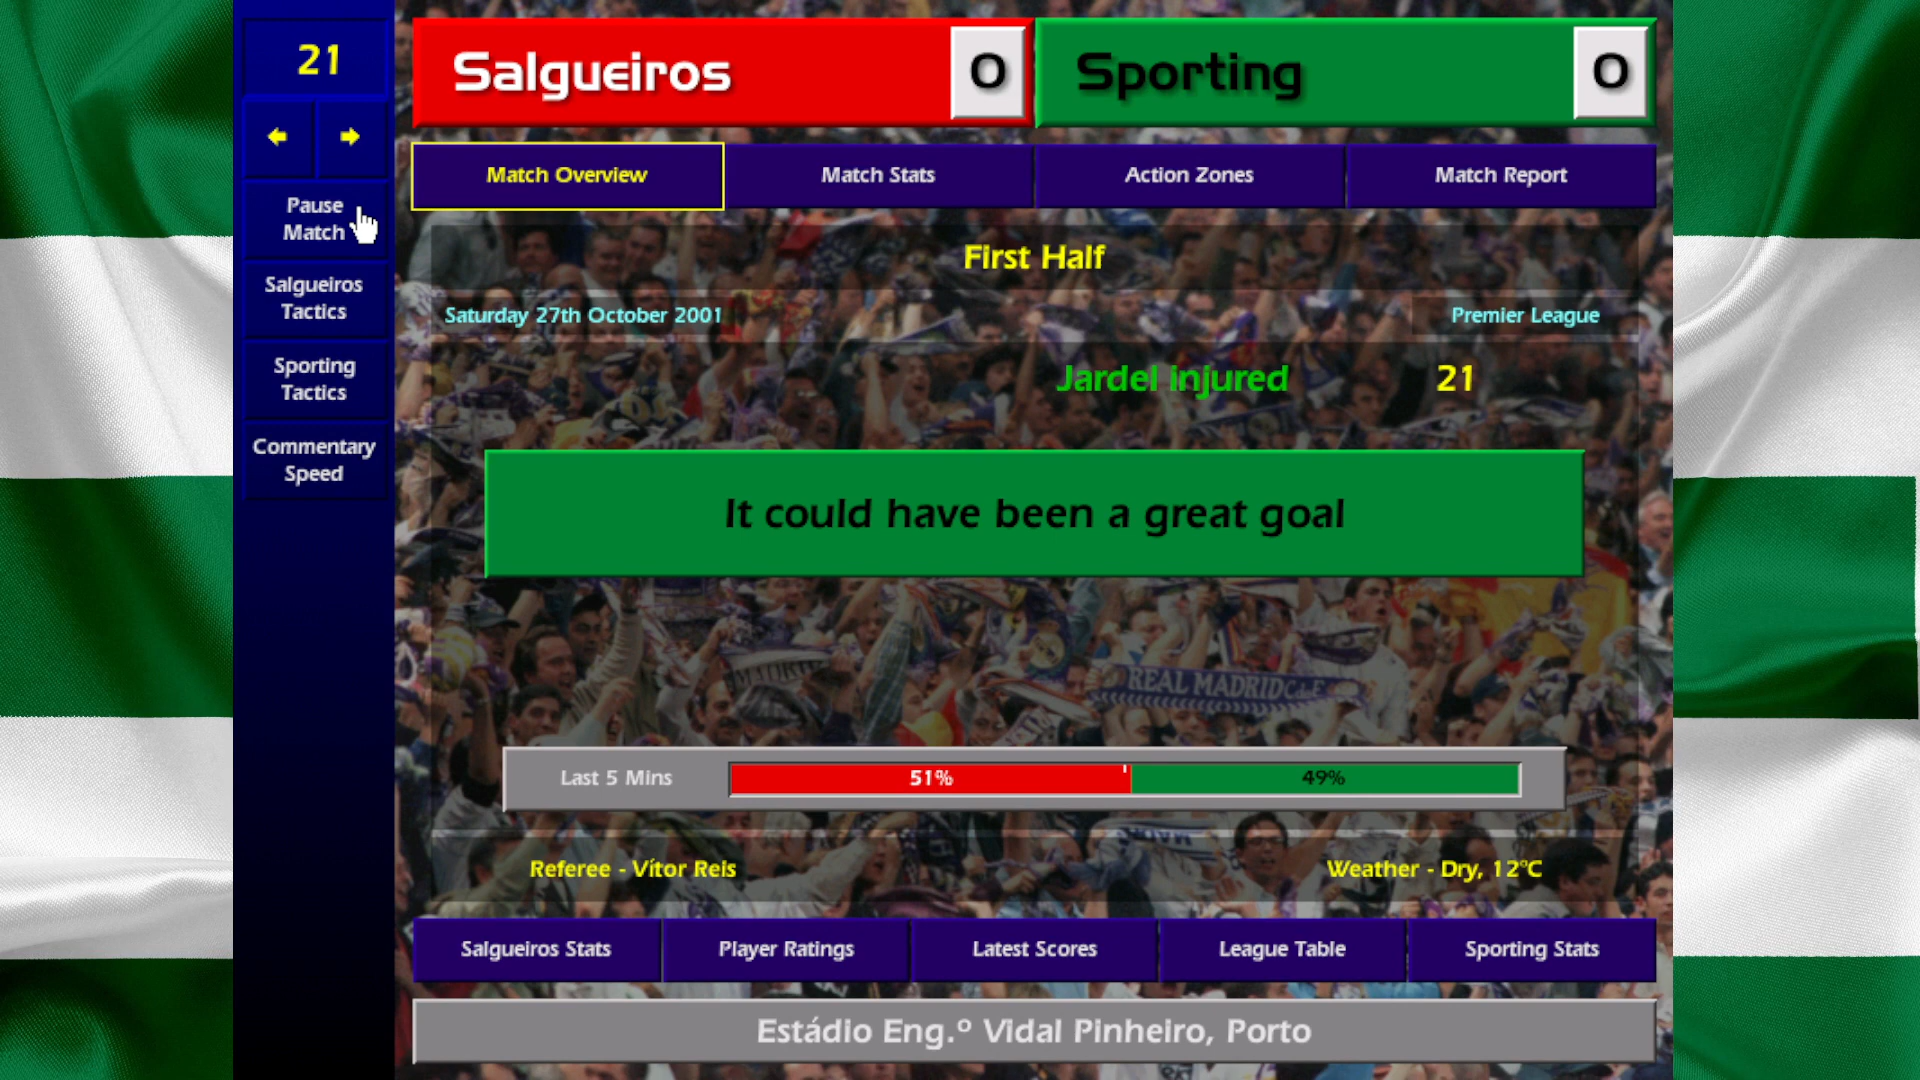 21
Pause
Match
Salgueiros
Tactics
Sporting
Tactics
Commentary
Speed
Salgueiros 0 Sporting 0
Match Overview Match Stats Action Zones Match Report
First Half
Saturday 27th October 2001 Premier League
Jardel injured 21
It could have been a great goal
REAL MADRID C.F.
Last 5 Mins 51% 49%
Referee - Vítor Reis Weather - Dry, 12°C
Salgueiros Stats Player Ratings Latest Scores League Table Sporting Stats
Estádio Eng.º Vidal Pinheiro, Porto